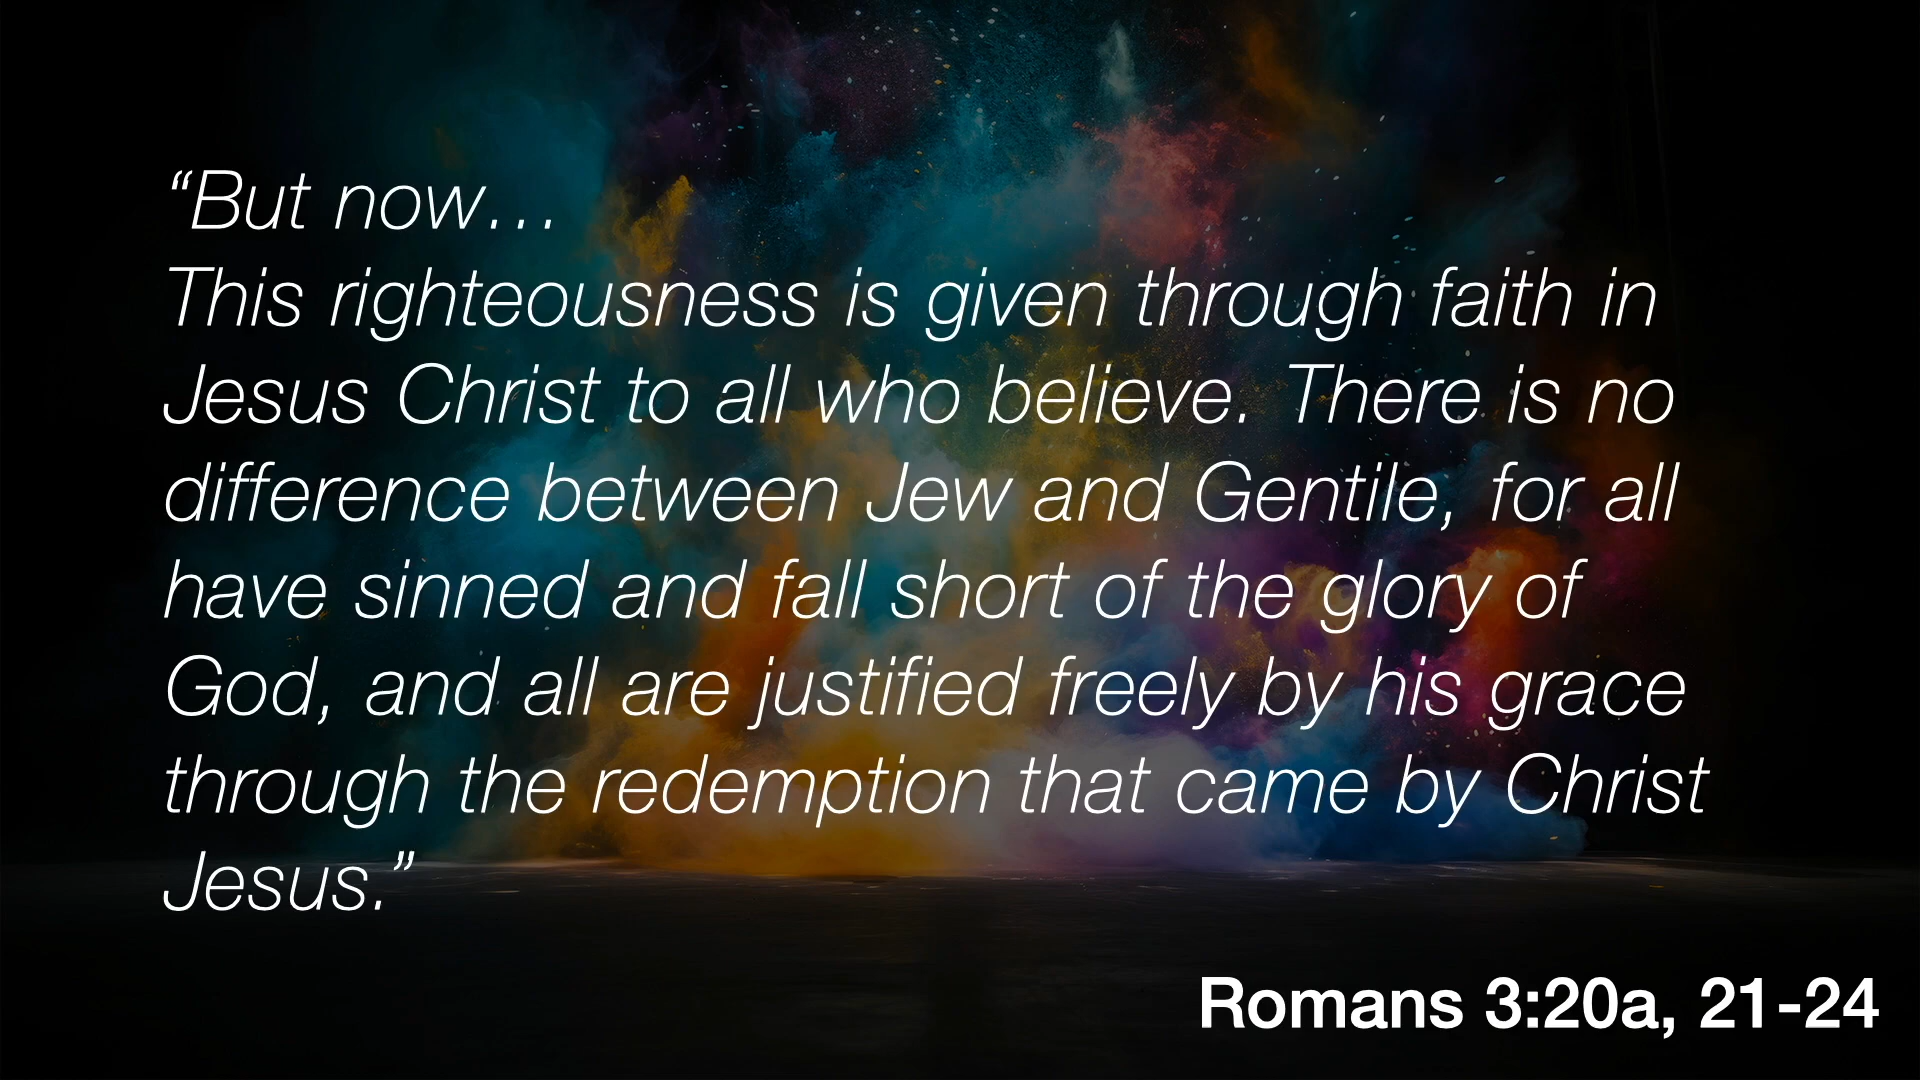 “But now…
This righteousness is given through faith in
Jesus Christ to all who believe. There is no
difference between Jew and Gentile, for all
have sinned and fall short of the glory of
God, and all are justified freely by his grace
through the redemption that came by Christ
Jesus.”
Romans 3:20a, 21-24